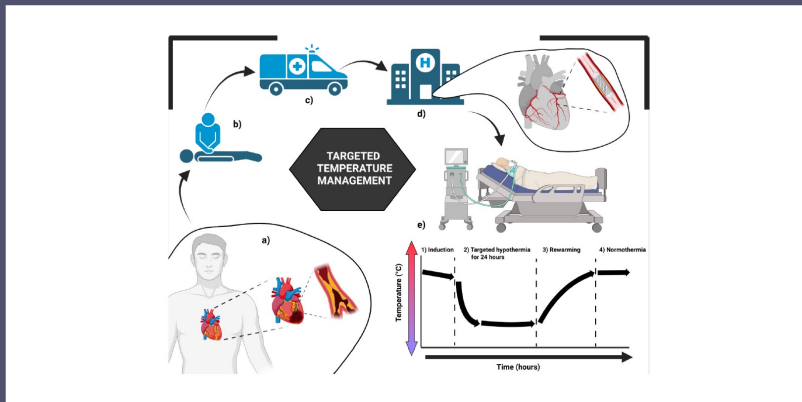 c)
H
d)
b)
TARGETED
TEMPERATURE
MANAGEMENT
a)
e)
1) Induction
2) Targeted hypothermia
for 24 hours
3) Rewarming
4) Normothermia
Temperature (°C)
Time (hours)